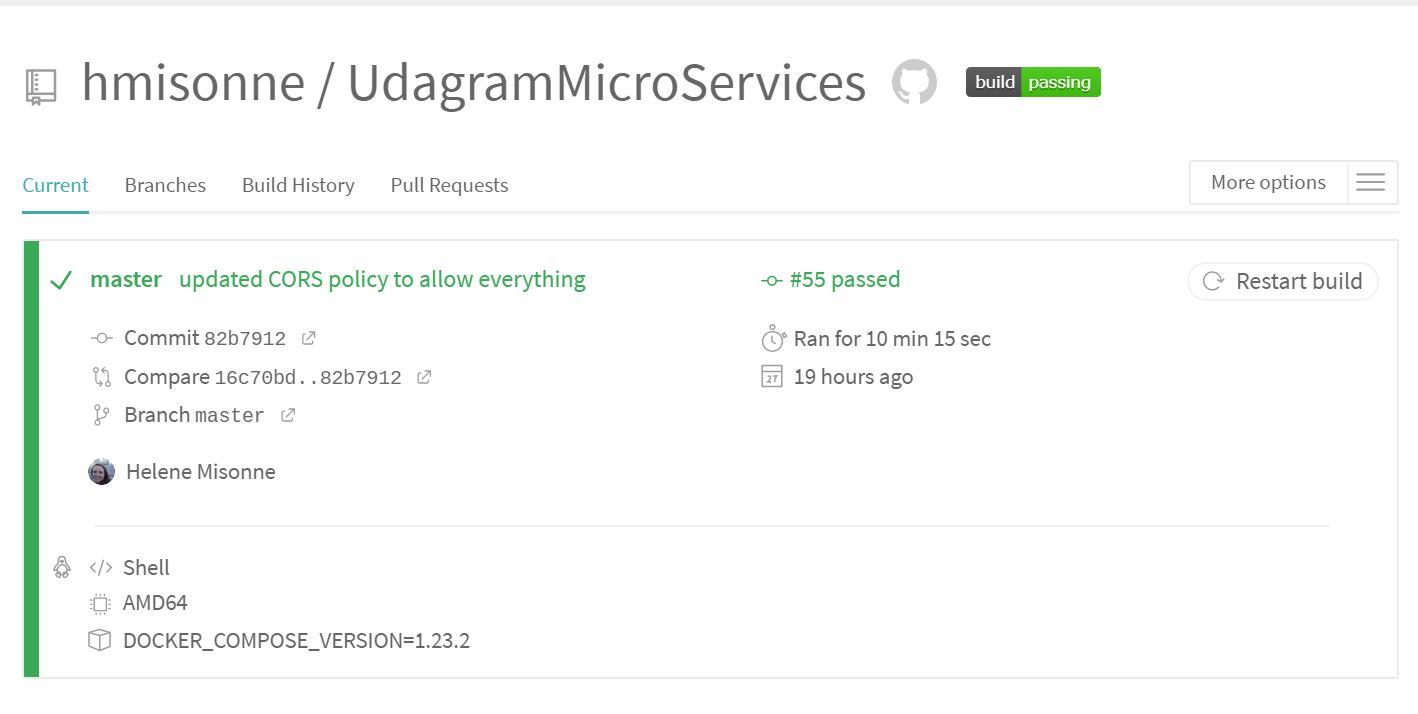 hmisonne / UdagramMicroServices build passing
Current Branches Build History Pull Requests More options
master updated CORS policy to allow everything #55 passed Restart build
Commit 82b7912 Ran for 10 min 15 sec
Compare 16c70bd..82b7912 27 19 hours ago
Branch master
Helene Misonne
</> Shell
AMD64
DOCKER_COMPOSE_VERSION=1.23.2